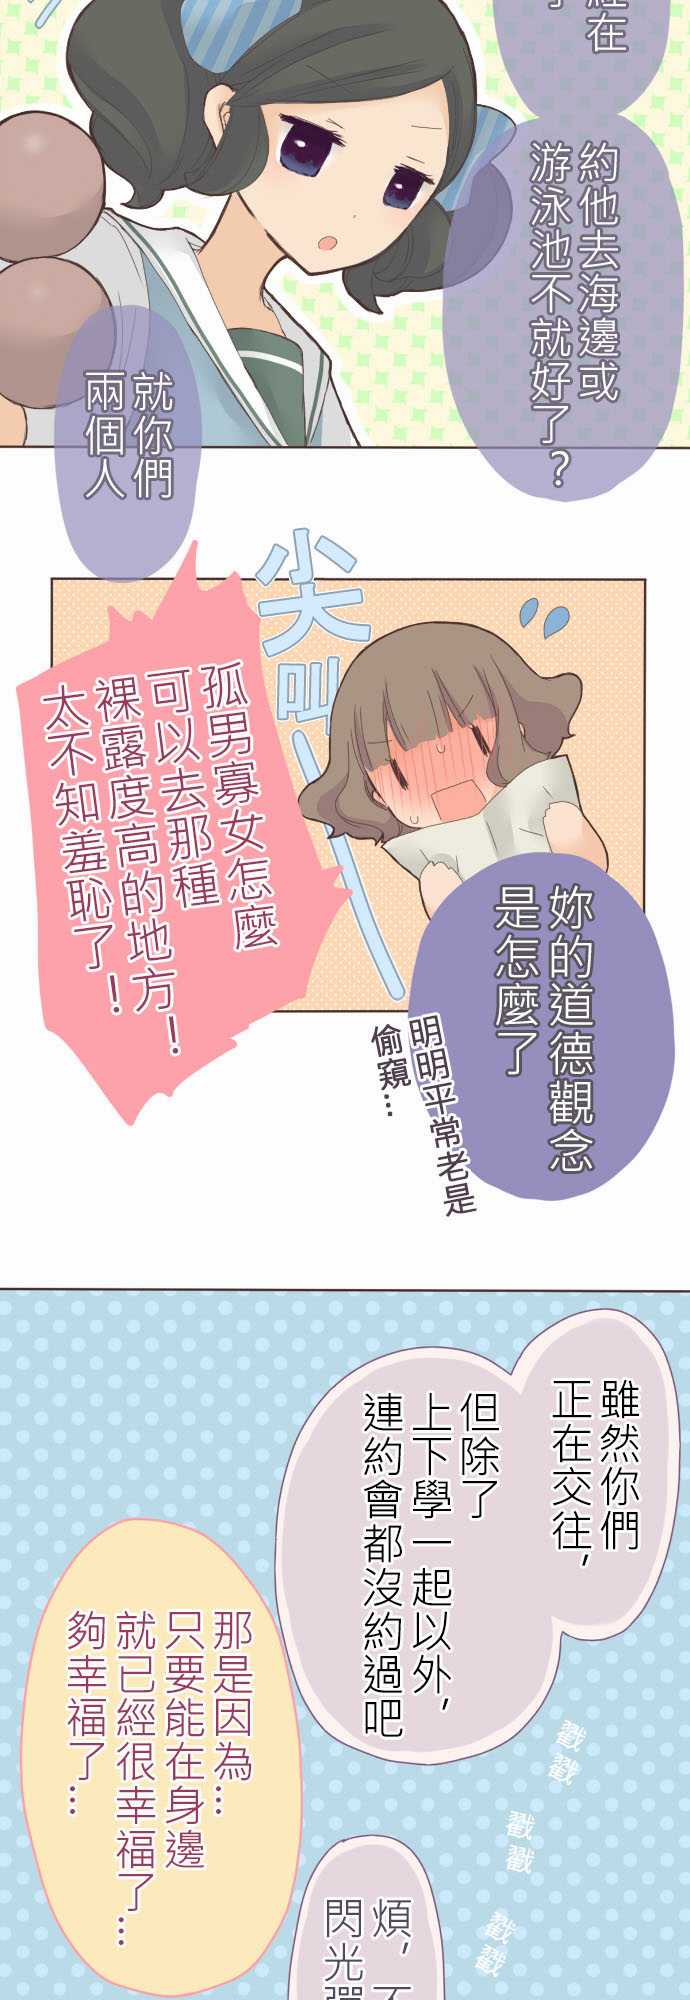 在
約他去海邊或
游泳池不就好了？
就你們
兩個人
尖叫——
孤男寡女怎麼
可以去那種
裸露度高的地方！
太不知羞恥了！
妳的道德觀念
是怎麼了
明明平常老是
偷窺…
雖然你們
正在交往，
但除了
上下學一起以外，
連約會都沒約過吧
那是因為…
只要能在身邊
就已經很幸福了…
夠幸福了…
戳戳
戳戳
戳戳
煩，
閃光彈